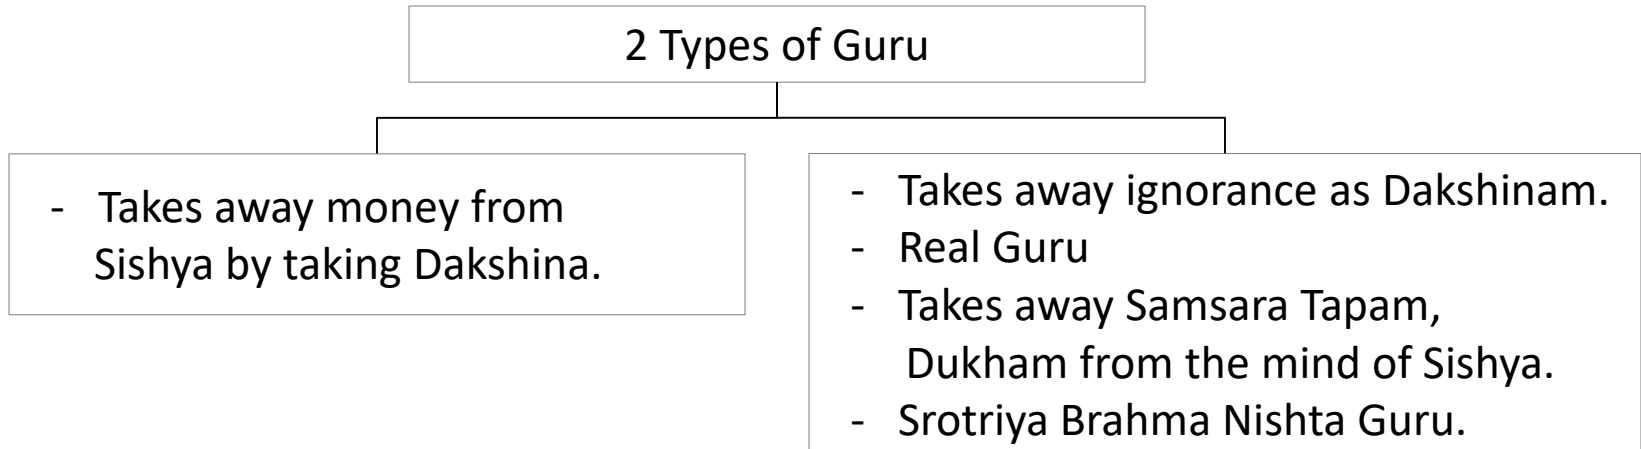 2 Types of Guru
- Takes away money from
Sishya by taking Dakshina.
- Takes away ignorance as Dakshinam.
- Real Guru
- Takes away Samsara Tapam,
Dukham from the mind of Sishya.
- Srotriya Brahma Nishta Guru.